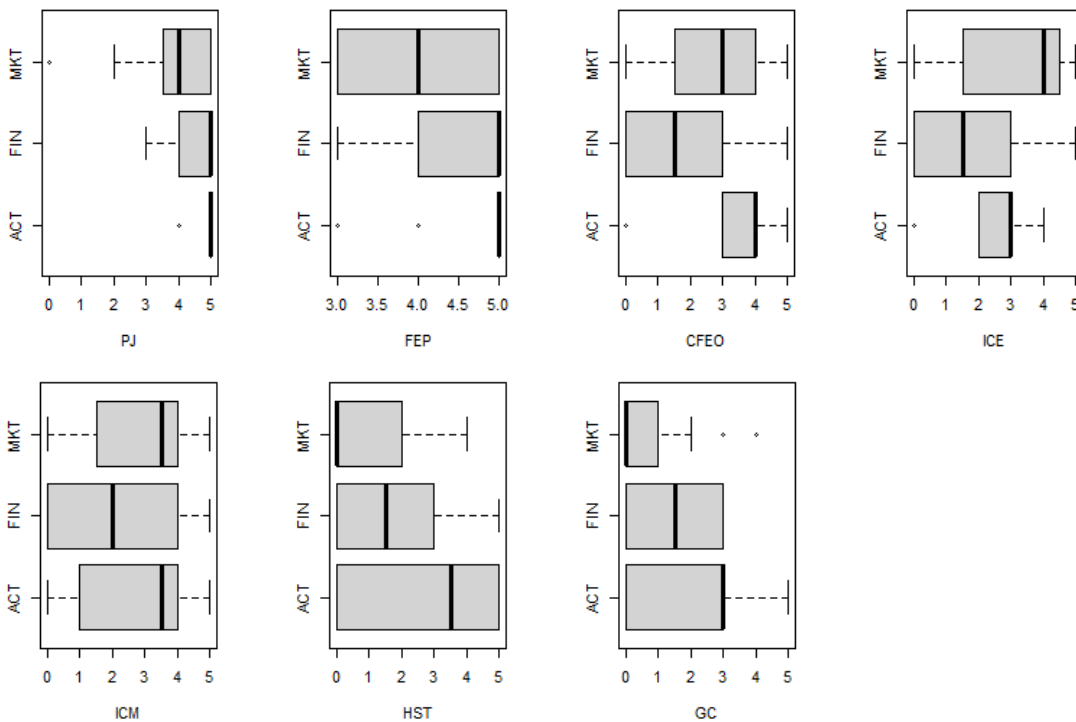 MKT
FIN
ACT
0 1 2 3 4 5
PJ
MKT
FIN
ACT
3.0 3.5 4.0 4.5 5.0
FEP
MKT
FIN
ACT
0 1 2 3 4 5
CFEO
MKT
FIN
ACT
0 1 2 3 4 5
ICE
MKT
FIN
ACT
0 1 2 3 4 5
ICM
MKT
FIN
ACT
0 1 2 3 4 5
HST
MKT
FIN
ACT
0 1 2 3 4 5
GC